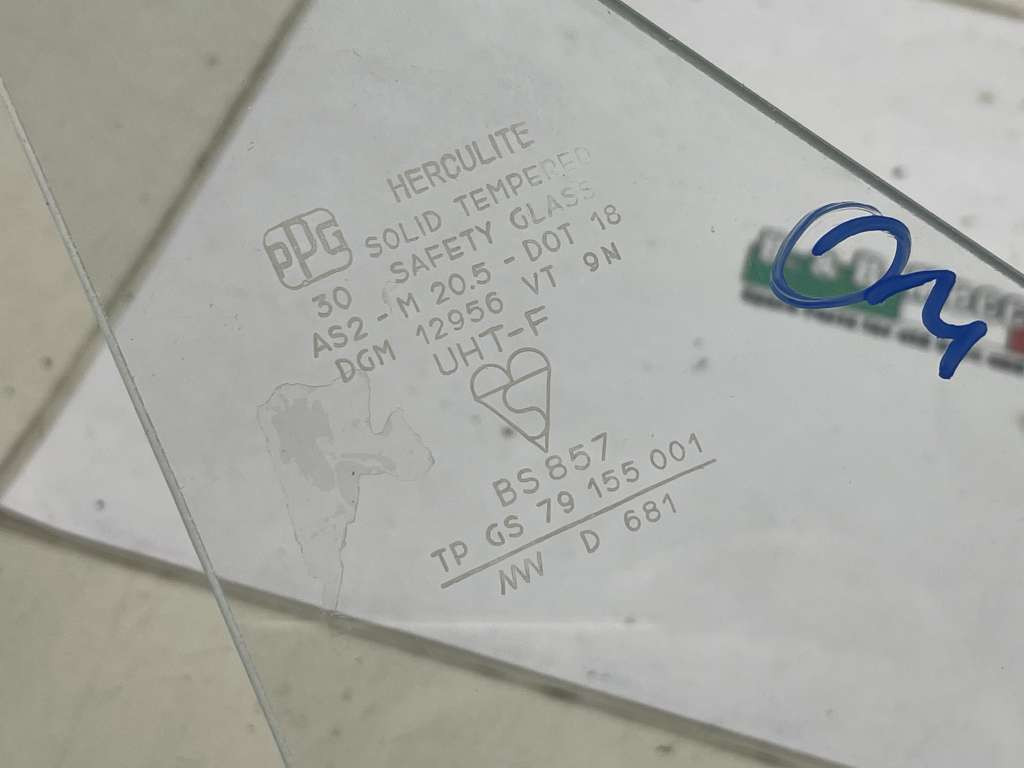 HERCULITE
PPG SOLID TEMPERED
SAFETY GLASS
30
AS2 - M 20.5 - DOT 18
DGM 12956 VT 9N
UHT-F
BS 857
TP GS 79 155 001
NW D 681